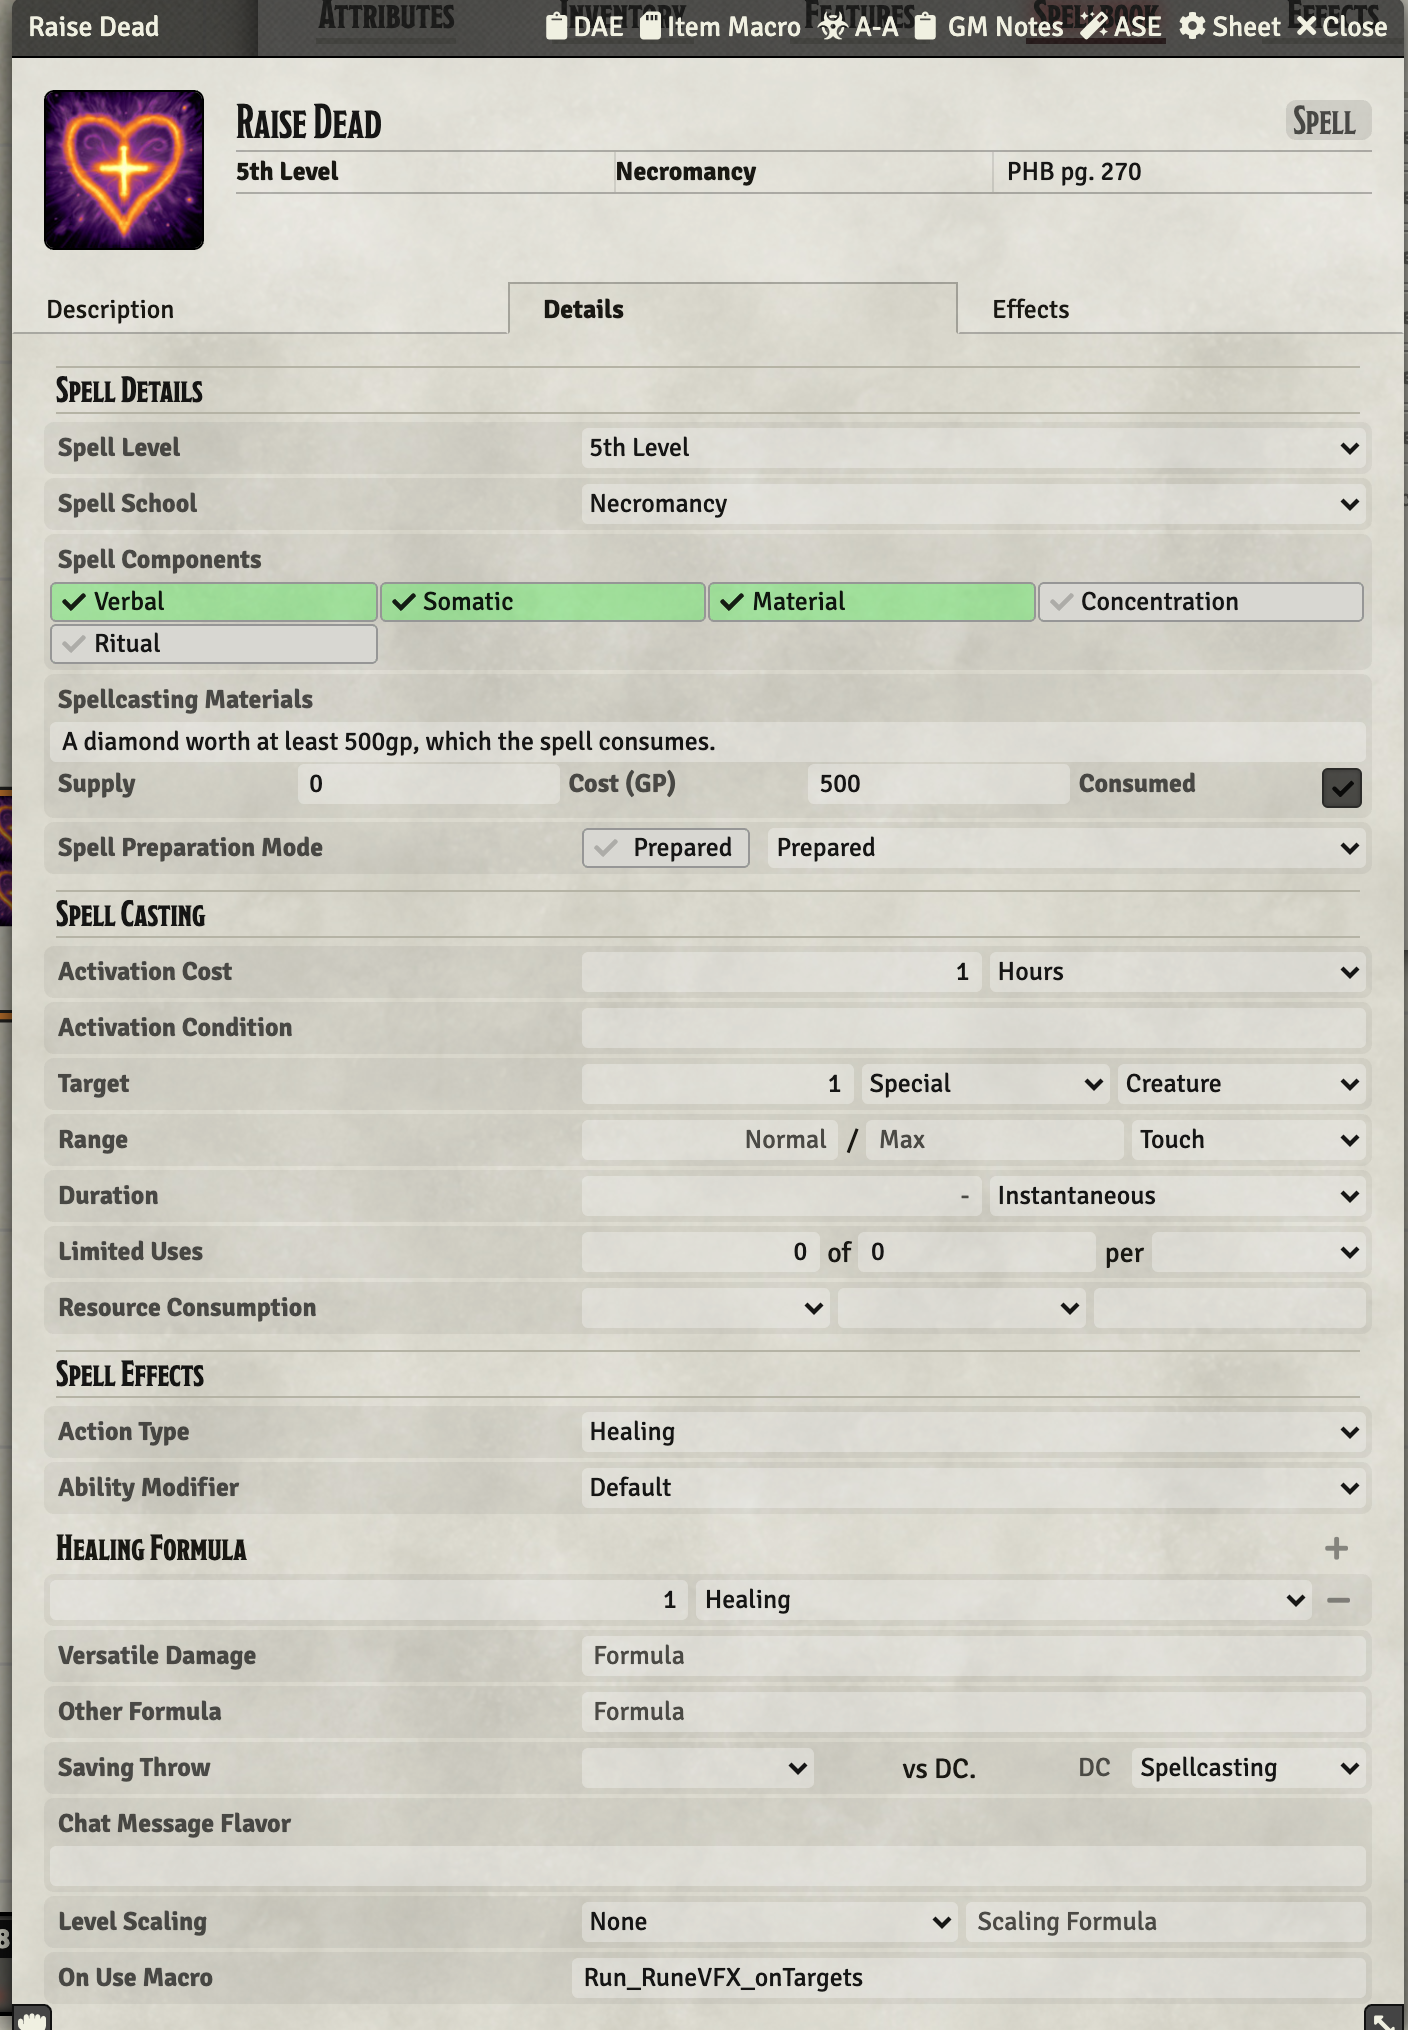 Raise Dead DAE Item Macro A-A GM Notes ASE Sheet Close
ATTRIBUTES INVENTORY FEATURES SPELLBOOK EFFECTS
RAISE DEAD SPELL
5th Level Necromancy PHB pg. 270
Description Details Effects
SPELL DETAILS
Spell Level 5th Level
Spell School Necromancy
Spell Components
Verbal Somatic Material Concentration
Ritual
Spellcasting Materials
A diamond worth at least 500gp, which the spell consumes.
Supply 0 Cost (GP) 500 Consumed
Spell Preparation Mode Prepared Prepared
SPELL CASTING
Activation Cost 1 Hours
Activation Condition
Target 1 Special Creature
Range Normal / Max Touch
Duration - Instantaneous
Limited Uses 0 of 0 per
Resource Consumption
SPELL EFFECTS
Action Type Healing
Ability Modifier Default
HEALING FORMULA +
1 Healing −
Versatile Damage Formula
Other Formula Formula
Saving Throw vs DC. DC Spellcasting
Chat Message Flavor
Level Scaling None Scaling Formula
On Use Macro Run_RuneVFX_onTargets